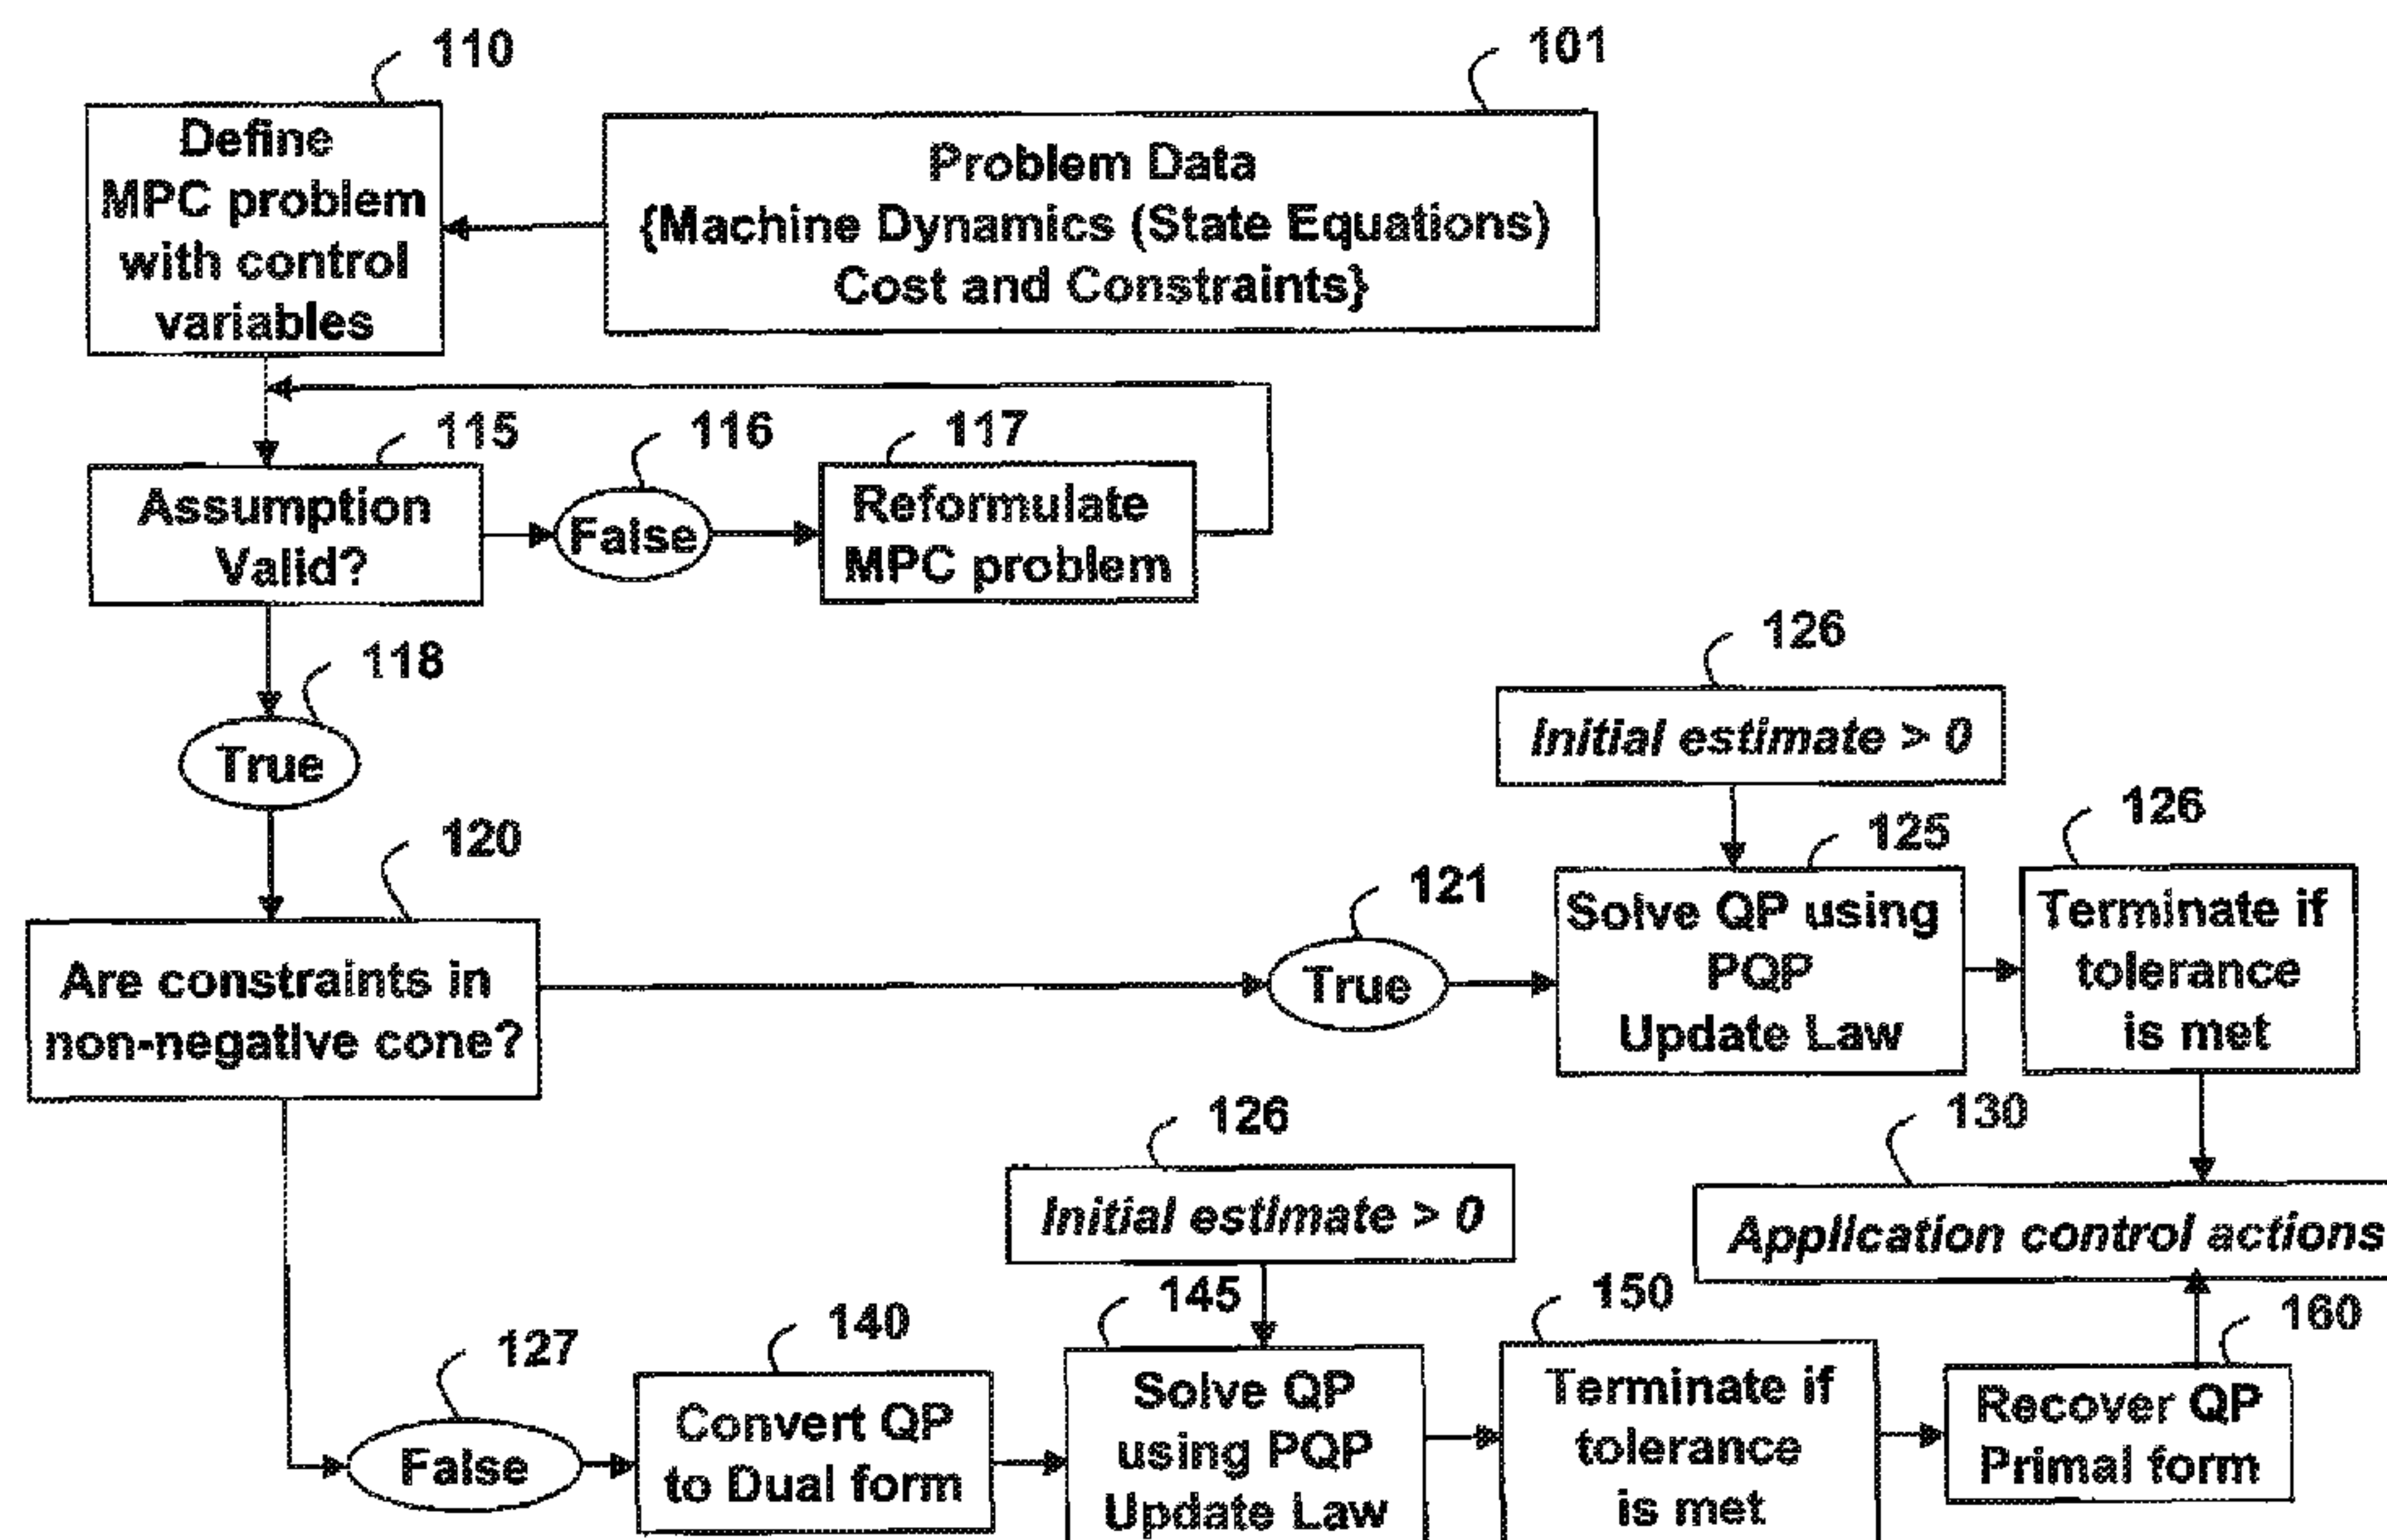 110
101
Define
MPC problem
with control
variables
Problem Data
{Machine Dynamics (State Equations)
Cost and Constraints}
115
116
117
Assumption
Valid?
False
Reformulate
MPC problem
118
True
126
Initial estimate > 0
120
121
125
126
Are constraints in
non-negative cone?
True
Solve QP using
PQP
Update Law
Terminate if
tolerance
is met
126
130
Initial estimate > 0
Application control actions
127
140
145
150
160
False
Convert QP
to Dual form
Solve QP
using PQP
Update Law
Terminate if
tolerance
is met
Recover QP
Primal form